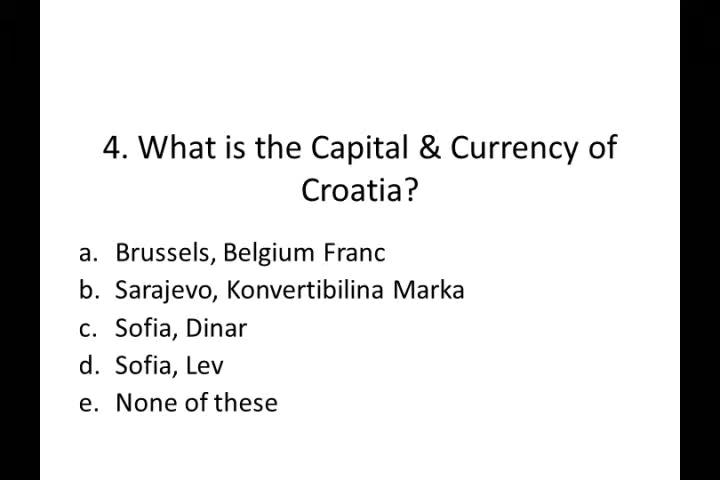 4. What is the Capital & Currency of
Croatia?
a. Brussels, Belgium Franc
b. Sarajevo, Konvertibilina Marka
c. Sofia, Dinar
d. Sofia, Lev
e. None of these